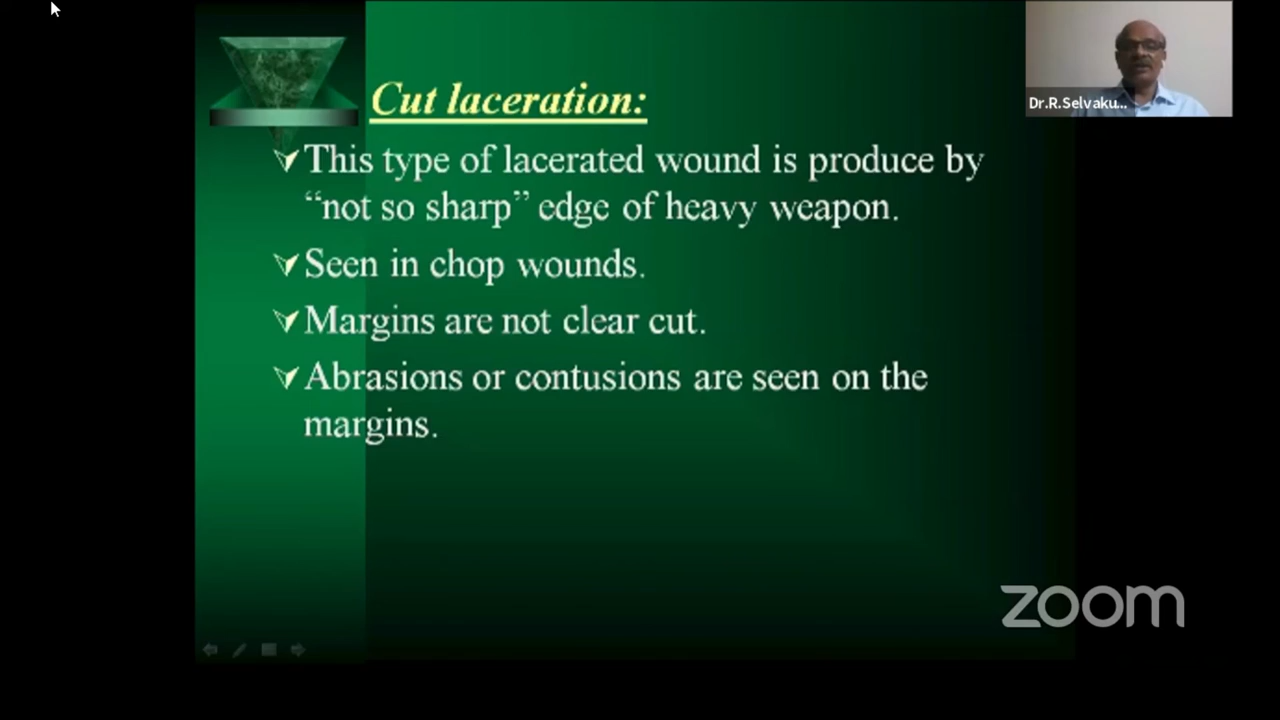 Cut laceration:
Dr.R.Selvaku...
This type of lacerated wound is produce by
“not so sharp” edge of heavy weapon.
Seen in chop wounds.
Margins are not clear cut.
Abrasions or contusions are seen on the
margins.
zoom